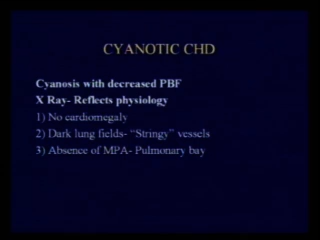 CYANOTIC CHD
Cyanosis with decreased PBF
X Ray- Reflects physiology
1) No cardiomegaly
2) Dark lung fields- “Stringy” vessels
3) Absence of MPA- Pulmonary bay